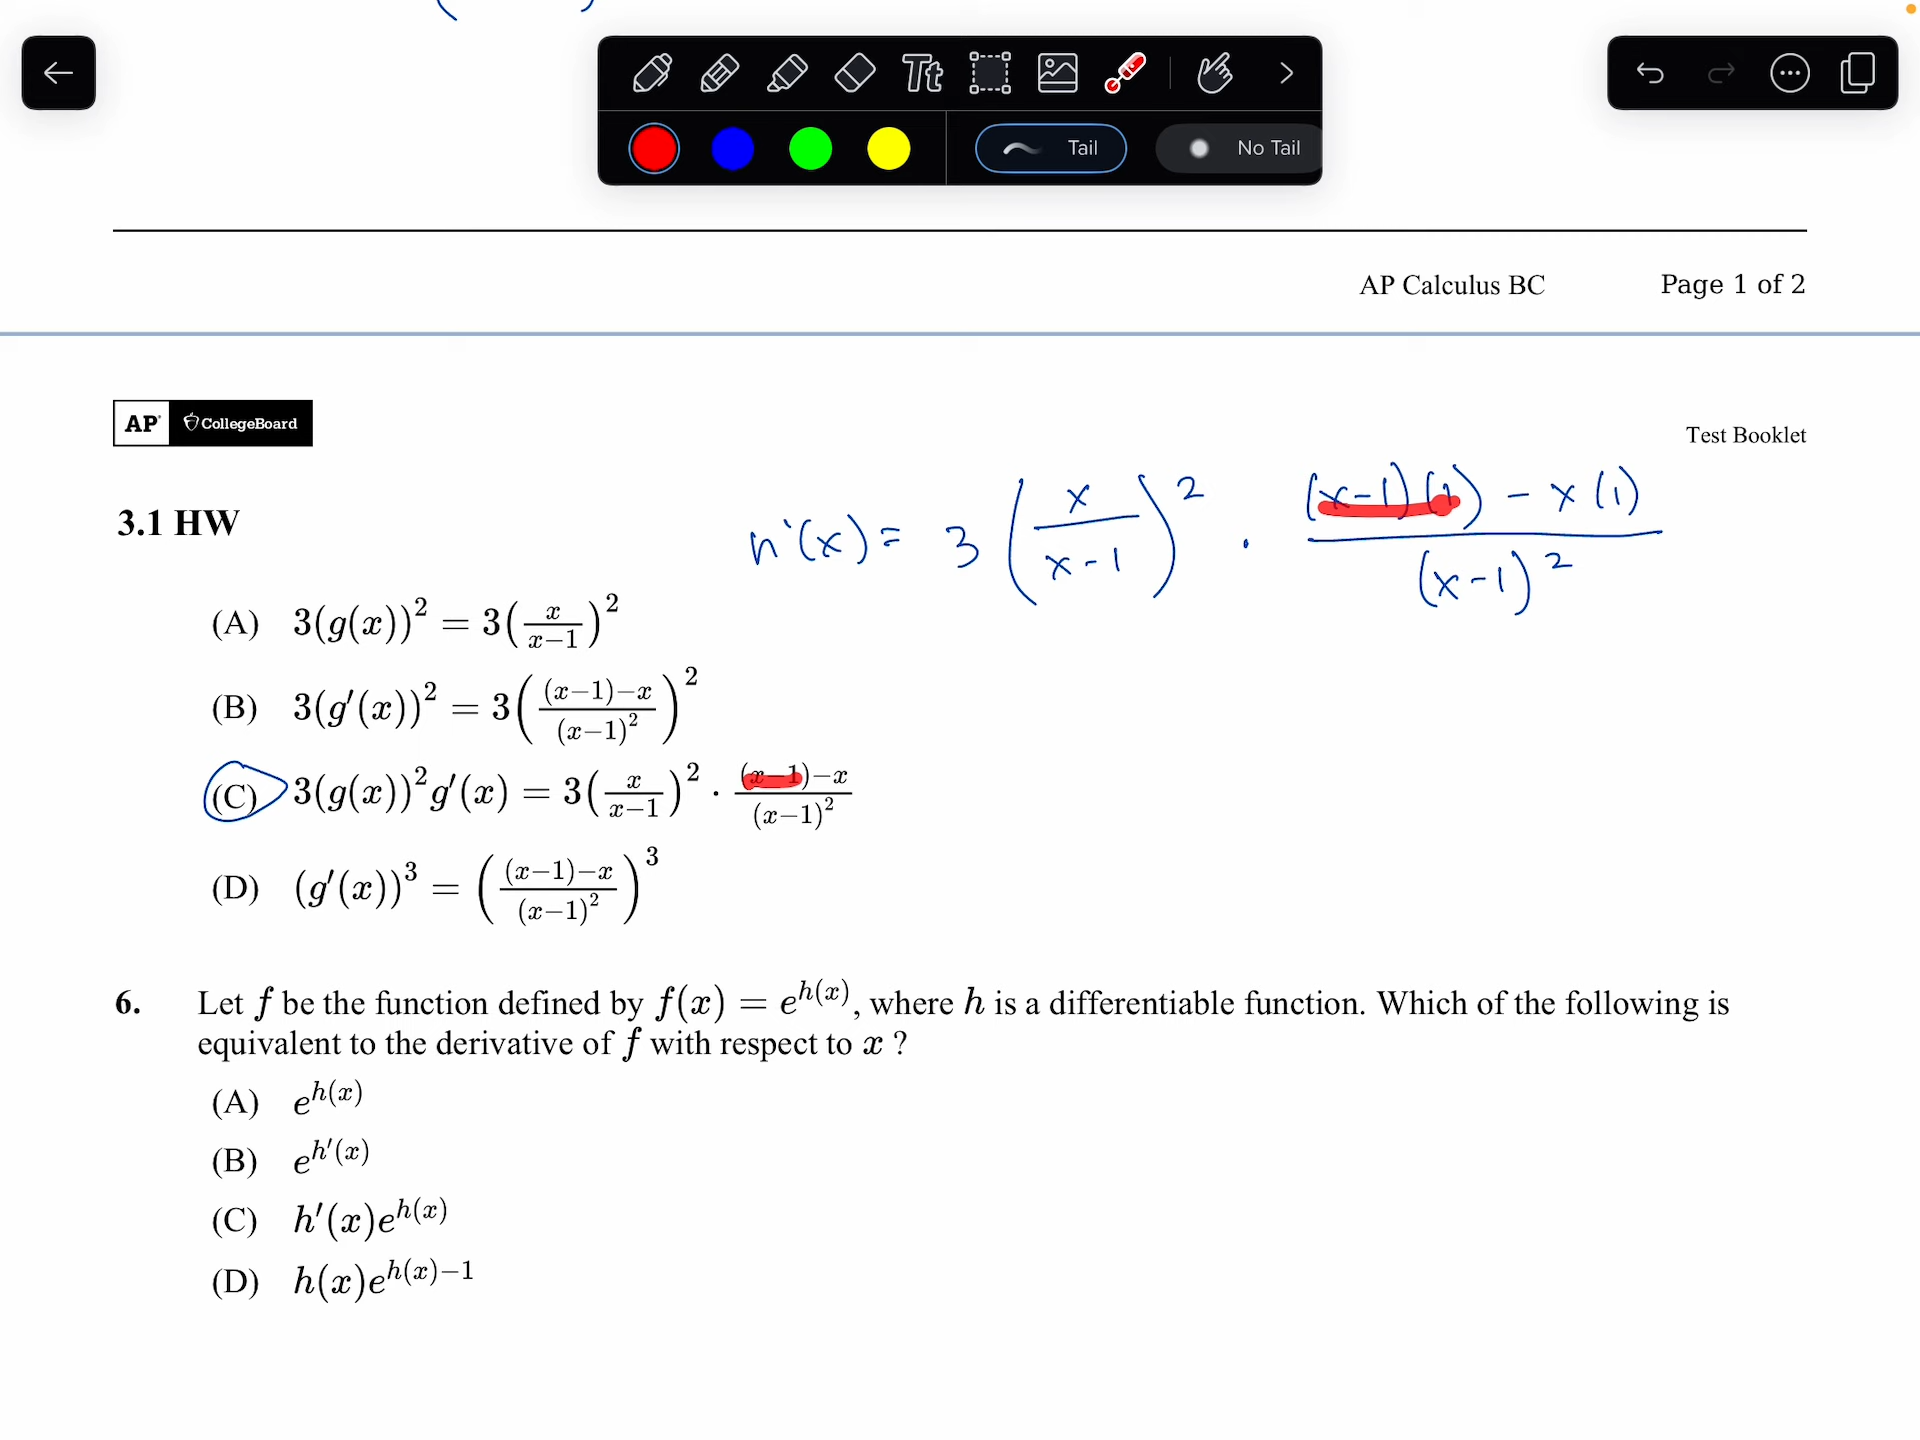 Tt
Tail
No Tail
AP Calculus BC
Page 1 of 2
AP CollegeBoard
Test Booklet
3.1 HW
h'(x) = 3 (x/(x-1))^2 · ((x-1)(1) - x(1))/(x-1)^2
(A) 3(g(x))^2 = 3(x/(x−1))^2
(B) 3(g′(x))^2 = 3(((x−1)−x)/(x−1)^2)^2
(C) 3(g(x))^2g′(x) = 3(x/(x−1))^2 · ((x−1)−x)/(x−1)^2
(D) (g′(x))^3 = (((x−1)−x)/(x−1)^2)^3
6. Let f be the function defined by f(x) = e^{h(x)}, where h is a differentiable function. Which of the following is
equivalent to the derivative of f with respect to x ?
(A) e^{h(x)}
(B) e^{h′(x)}
(C) h′(x)e^{h(x)}
(D) h(x)e^{h(x)−1}